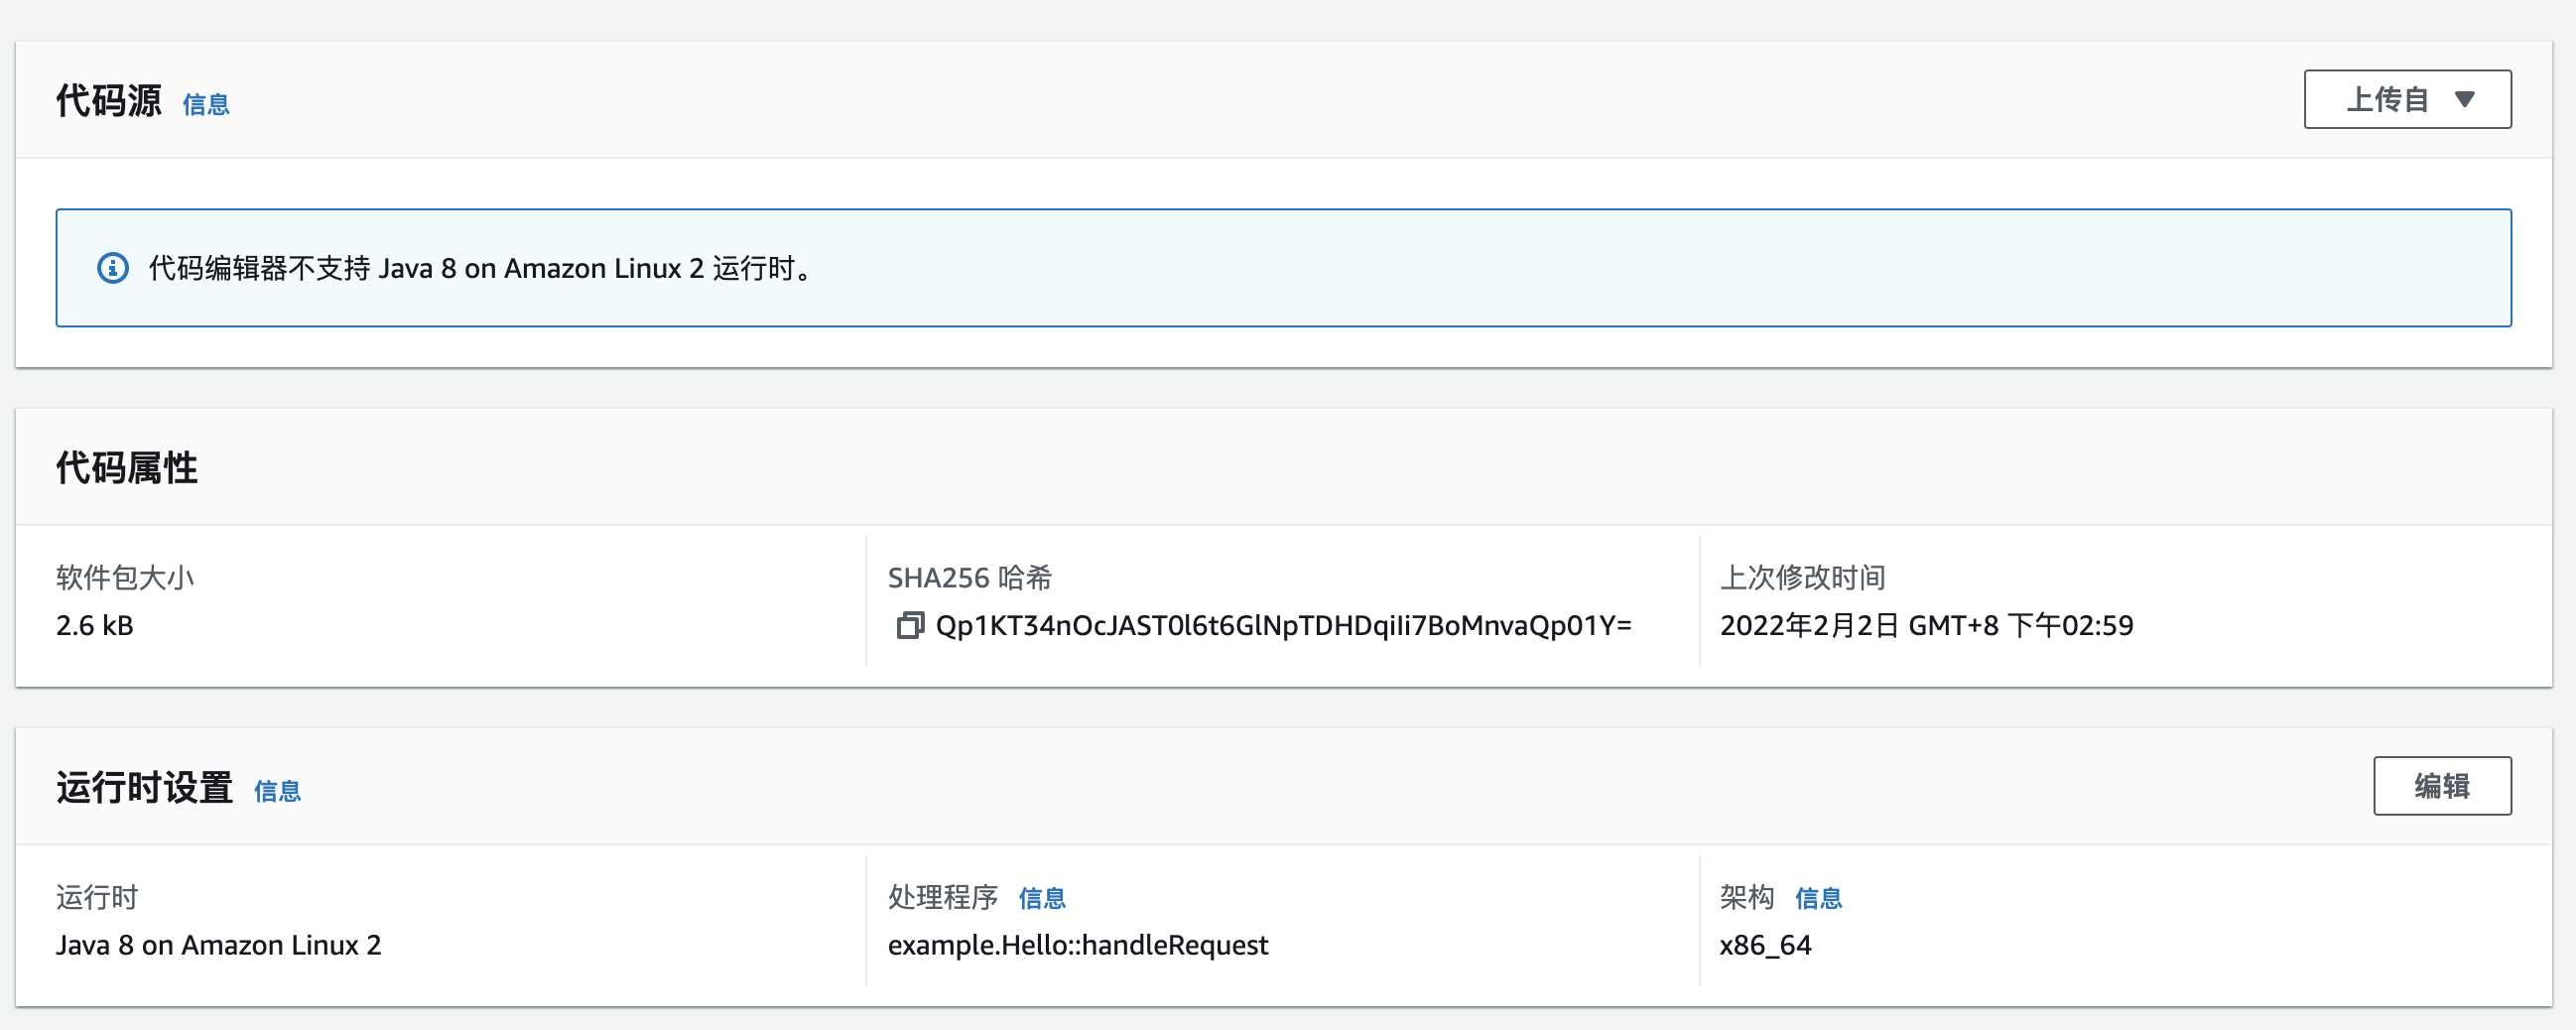 代码源 信息
上传自
代码编辑器不支持 Java 8 on Amazon Linux 2 运行时。
代码属性
软件包大小
SHA256 哈希
上次修改时间
2.6 kB
Qp1KT34nOcJAST0l6t6GlNpTDHDqiIi7BoMnvaQp01Y=
2022年2月2日 GMT+8 下午02:59
运行时设置 信息
编辑
运行时
处理程序 信息
架构 信息
Java 8 on Amazon Linux 2
example.Hello::handleRequest
x86_64